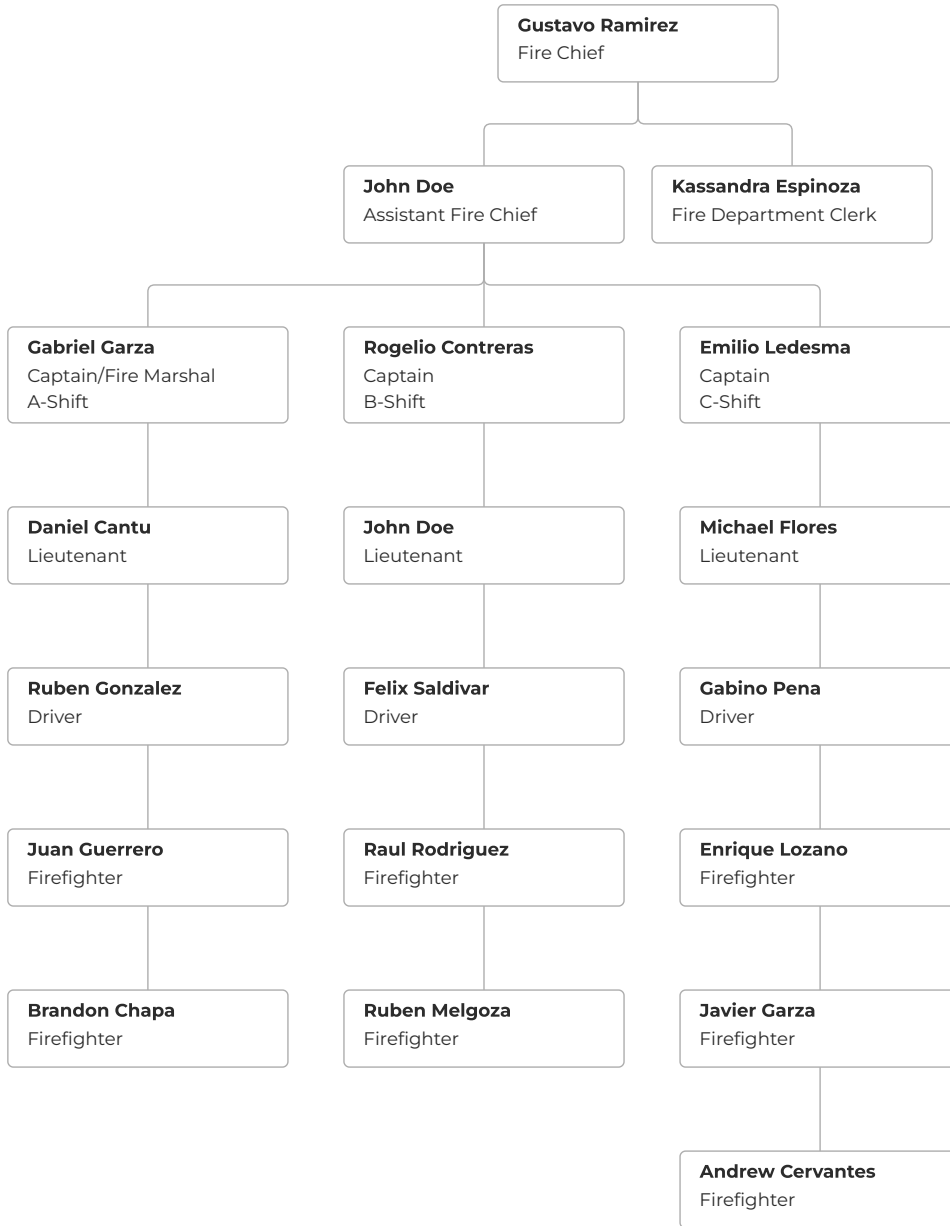 Gustavo Ramirez
Fire Chief
John Doe
Assistant Fire Chief
Kassandra Espinoza
Fire Department Clerk
Gabriel Garza
Captain/Fire Marshal
A-Shift
Rogelio Contreras
Captain
B-Shift
Emilio Ledesma
Captain
C-Shift
Daniel Cantu
Lieutenant
John Doe
Lieutenant
Michael Flores
Lieutenant
Ruben Gonzalez
Driver
Felix Saldivar
Driver
Gabino Pena
Driver
Juan Guerrero
Firefighter
Raul Rodriguez
Firefighter
Enrique Lozano
Firefighter
Brandon Chapa
Firefighter
Ruben Melgoza
Firefighter
Javier Garza
Firefighter
Andrew Cervantes
Firefighter